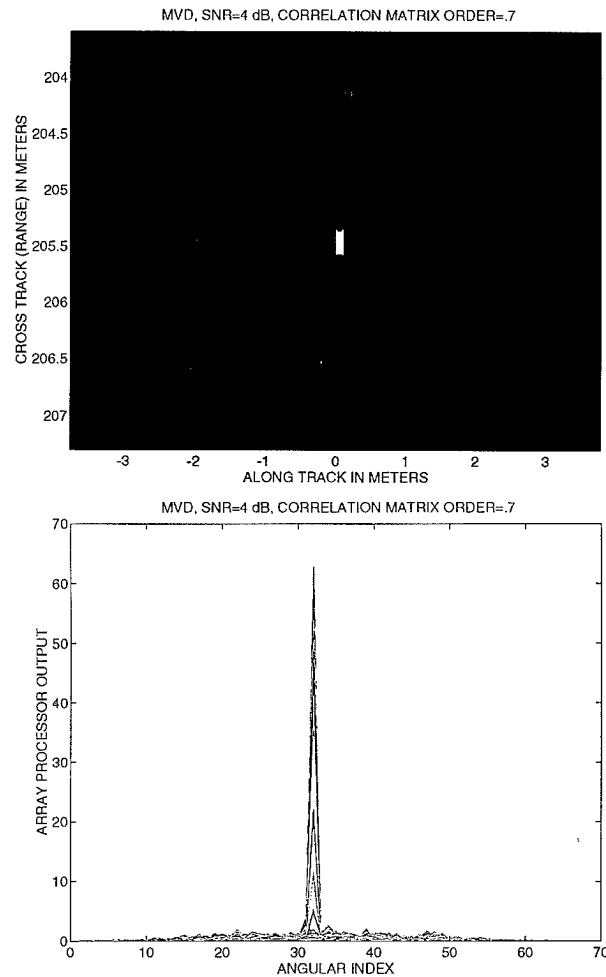 MVD, SNR=4 dB, CORRELATION MATRIX ORDER=.7
CROSS TRACK (RANGE) IN METERS
204
204.5
205
205.5
206
206.5
207
-3 -2 -1 0 1 2 3
ALONG TRACK IN METERS
MVD, SNR=4 dB, CORRELATION MATRIX ORDER=.7
ARRAY PROCESSOR OUTPUT
70
60
50
40
30
20
10
0
0 10 20 30 40 50 60 70
ANGULAR INDEX